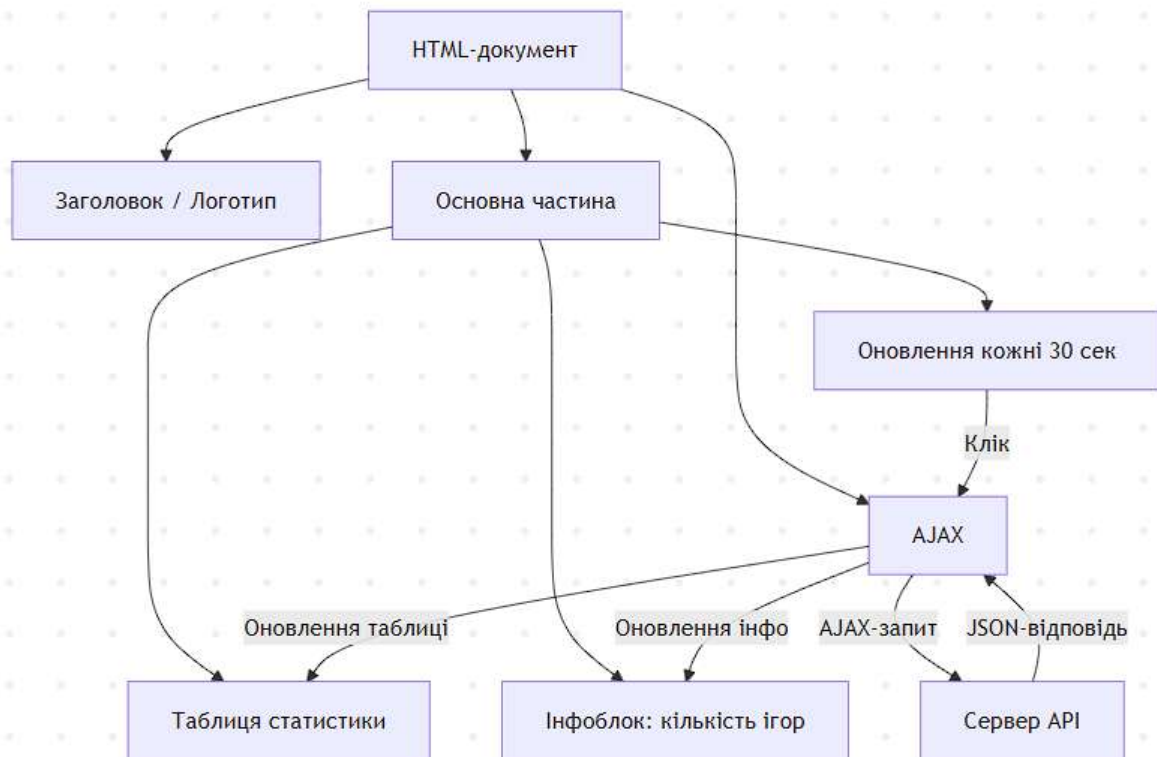 HTML-документ
Заголовок / Логотип
Основна частина
Оновлення кожні 30 сек
Клік
AJAX
Оновлення таблиці
Оновлення інфо
AJAX-запит
JSON-відповідь
Таблиця статистики
Інфоблок: кількість ігор
Сервер API